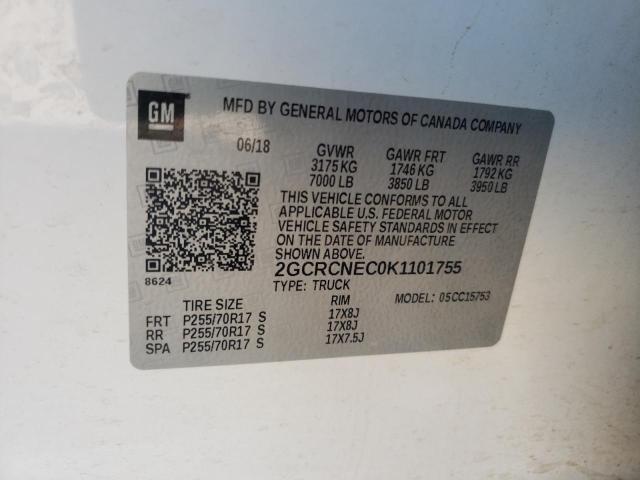 GM
MFD BY GENERAL MOTORS OF CANADA COMPANY
06/18 GVWR GAWR FRT GAWR RR
3175 KG 1746 KG 1792 KG
7000 LB 3850 LB 3950 LB
THIS VEHICLE CONFORMS TO ALL
APPLICABLE U.S. FEDERAL MOTOR
VEHICLE SAFETY STANDARDS IN EFFECT
ON THE DATE OF MANUFACTURE
SHOWN ABOVE.
8624 2GCRCNEC0K1101755
TYPE: TRUCK MODEL: 05CC15753
TIRE SIZE RIM
FRT P255/70R17 S 17X8J
RR P255/70R17 S 17X8J
SPA P255/70R17 S 17X7.5J